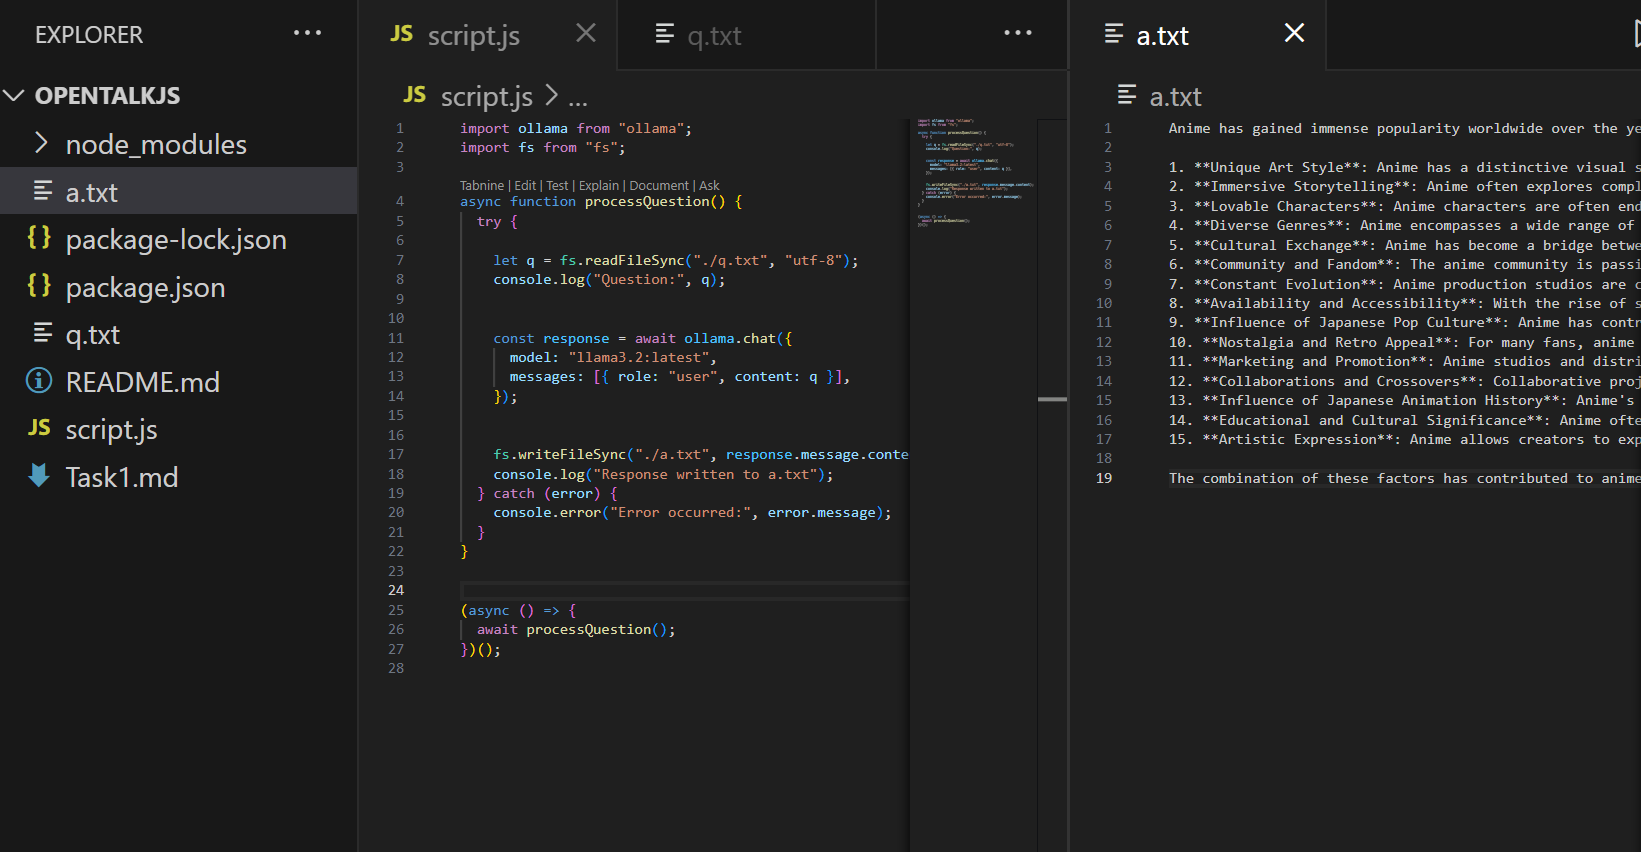 EXPLORER
OPENTALKJS
node_modules
a.txt
package-lock.json
package.json
q.txt
README.md
script.js
Task1.md
JS script.js
q.txt
JS script.js > ...
1 import ollama from "ollama";
2 import fs from "fs";
3
Tabnine | Edit | Test | Explain | Document | Ask
4 async function processQuestion() {
5 try {
6
7 let q = fs.readFileSync("./q.txt", "utf-8");
8 console.log("Question:", q);
9
10
11 const response = await ollama.chat({
12 model: "llama3.2:latest",
13 messages: [{ role: "user", content: q }],
14 });
15
16
17 fs.writeFileSync("./a.txt", response.message.conte
18 console.log("Response written to a.txt");
19 } catch (error) {
20 console.error("Error occurred:", error.message);
21 }
22 }
23
24
25 (async () => {
26 await processQuestion();
27 })();
28
a.txt
a.txt
1 Anime has gained immense popularity worldwide over the ye
2
3 1. **Unique Art Style**: Anime has a distinctive visual s
4 2. **Immersive Storytelling**: Anime often explores compl
5 3. **Lovable Characters**: Anime characters are often end
6 4. **Diverse Genres**: Anime encompasses a wide range of
7 5. **Cultural Exchange**: Anime has become a bridge betwe
8 6. **Community and Fandom**: The anime community is passi
9 7. **Constant Evolution**: Anime production studios are c
10 8. **Availability and Accessibility**: With the rise of s
11 9. **Influence of Japanese Pop Culture**: Anime has contr
12 10. **Nostalgia and Retro Appeal**: For many fans, anime
13 11. **Marketing and Promotion**: Anime studios and distri
14 12. **Collaborations and Crossovers**: Collaborative proj
15 13. **Influence of Japanese Animation History**: Anime's
16 14. **Educational and Cultural Significance**: Anime ofte
17 15. **Artistic Expression**: Anime allows creators to exp
18
19 The combination of these factors has contributed to anime